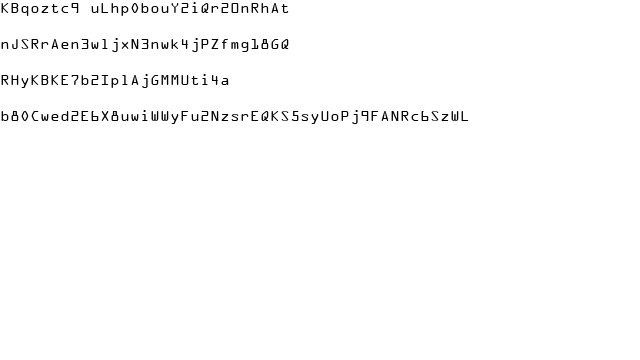 KBqoztc9 uLhp0bouY2iQr2OnRhAt
nJSRrAen3wljxN3nwk4jPZfmg18GQ
RHyKBKE7b2IplAjGMMUti4a
b80Cwed2E6X8uwiWWyFu2NzsrEQKS5syUoPj9FANRc6SzWL